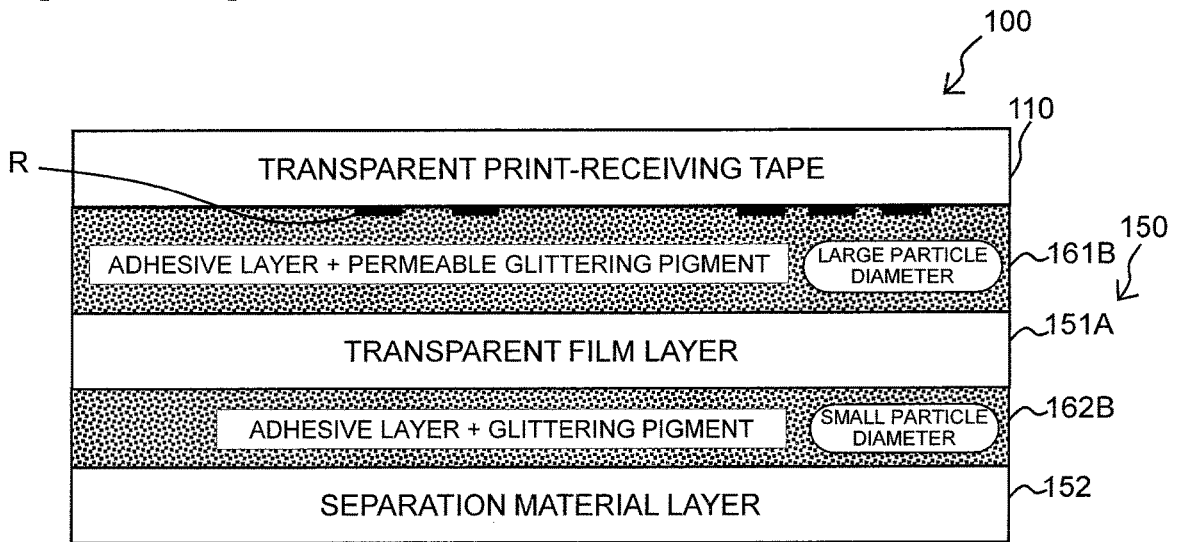 100
110
TRANSPARENT PRINT-RECEIVING TAPE
R
150
ADHESIVE LAYER + PERMEABLE GLITTERING PIGMENT
LARGE PARTICLE
DIAMETER
161B
TRANSPARENT FILM LAYER
151A
ADHESIVE LAYER + GLITTERING PIGMENT
SMALL PARTICLE
DIAMETER
162B
SEPARATION MATERIAL LAYER
152